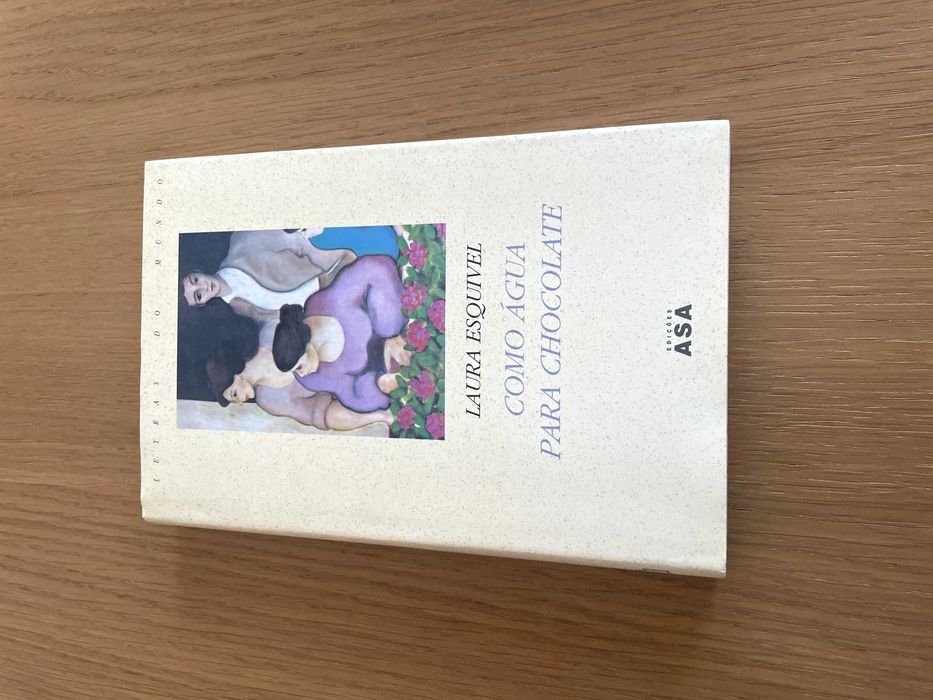 LETRAS DO MUNDO
LAURA ESQUIVEL
COMO ÁGUA
PARA CHOCOLATE
EDIÇÕES
ASA